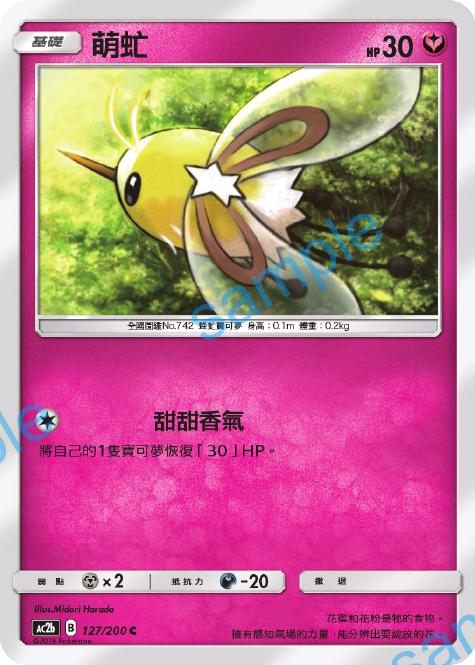 基礎 萌虻 HP 30
全國圖鑑No.742 蜂虻寶可夢 身高：0.1m 體重：0.2kg
甜甜香氣
將自己的1隻寶可夢恢復「30」HP。
弱點 ×2 抵抗力 -20 撤退
Illus.Midori Harada
AC2b B 127/200 C
©2019 Pokémon
花蜜和花粉是牠的食物。
擁有感知氣場的力量，能分辨出要綻放的花。
sample
sample
sample